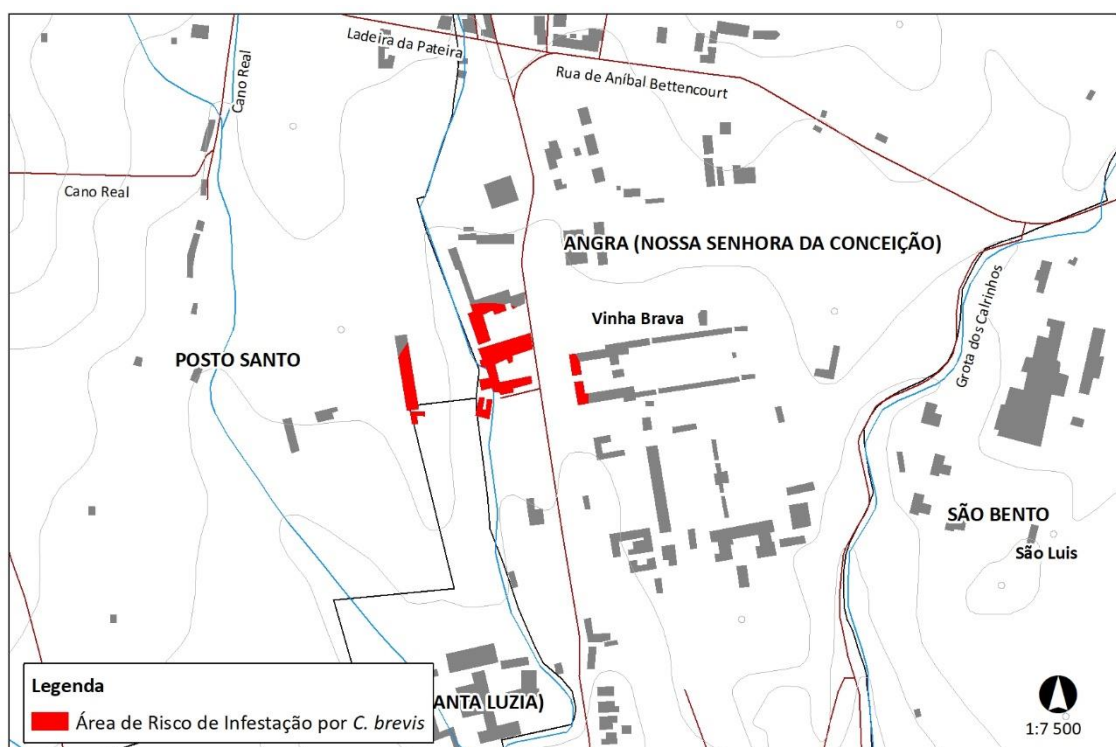 Ladeira da Pateira
Cano Real
Rua de Aníbal Bettencourt
Cano Real
ANGRA (NOSSA SENHORA DA CONCEIÇÃO)
Grota dos Calrinhos
Vinha Brava
POSTO SANTO
SÃO BENTO
São Luis
ANTA LUZIA)
Legenda
Área de Risco de Infestação por C. brevis
1:7 500